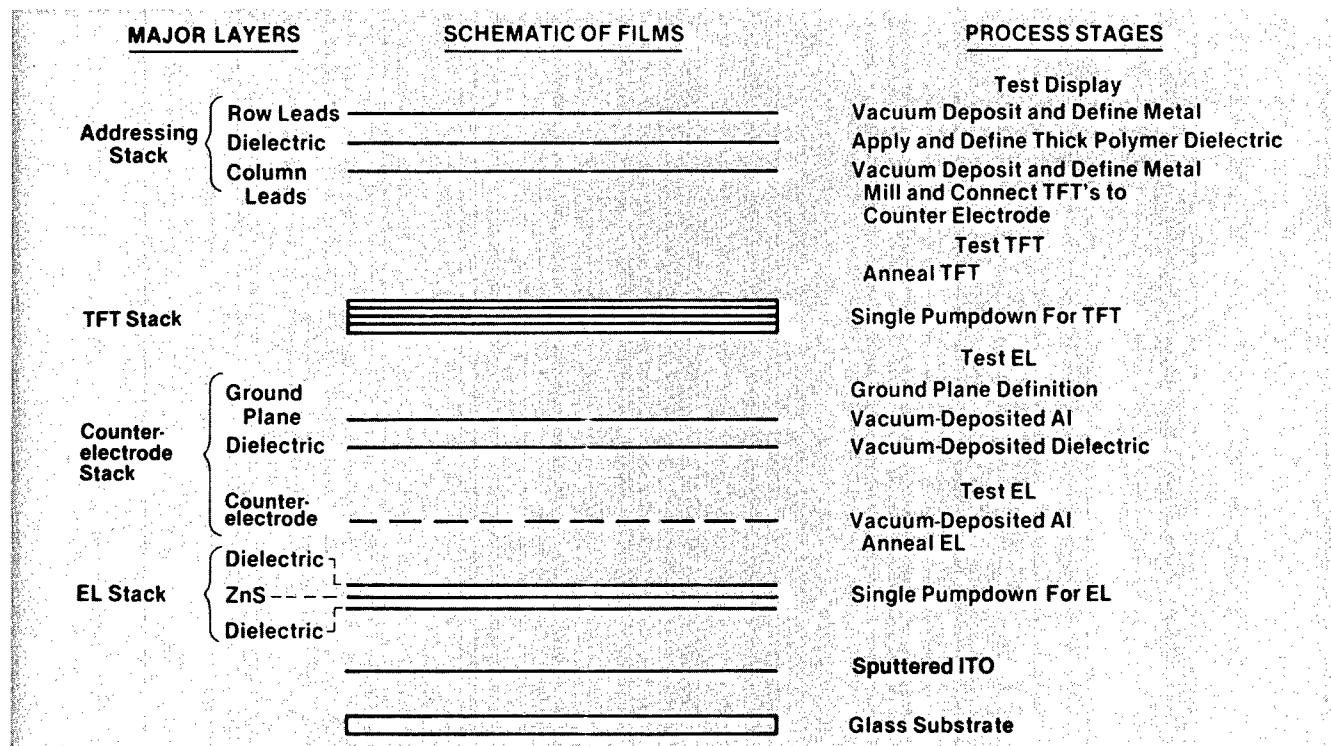 MAJOR LAYERS SCHEMATIC OF FILMS PROCESS STAGES
Test Display
Row Leads Vacuum Deposit and Define Metal
Addressing
Stack
Dielectric Apply and Define Thick Polymer Dielectric
Column
Leads
Vacuum Deposit and Define Metal
Mill and Connect TFT's to
Counter Electrode
Test TFT
Anneal TFT
TFT Stack Single Pumpdown For TFT
Test EL
Ground
Plane
Ground Plane Definition
Vacuum-Deposited Al
Counter-
electrode
Stack
Dielectric Vacuum-Deposited Dielectric
Test EL
Counter-
electrode
Vacuum-Deposited Al
Anneal EL
Dielectric
EL Stack ZnS Single Pumpdown For EL
Dielectric
Sputtered ITO
Glass Substrate